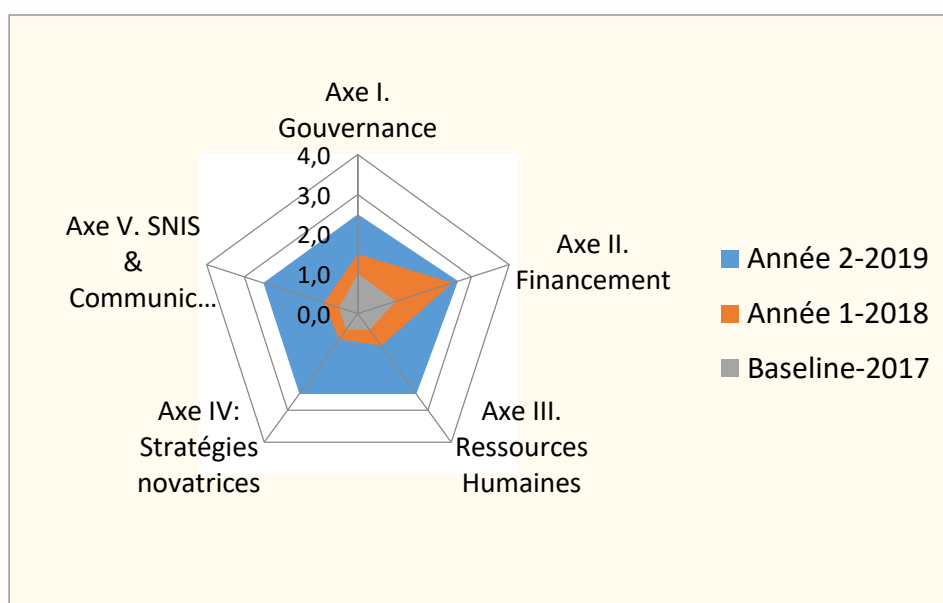 Axe I.
Gouvernance
4,0
3,0
2,0
1,0
0,0
Axe II.
Financement
Axe III.
Ressources
Humaines
Axe IV:
Stratégies
novatrices
Axe V. SNIS
&
Communic...
Année 2-2019
Année 1-2018
Baseline-2017